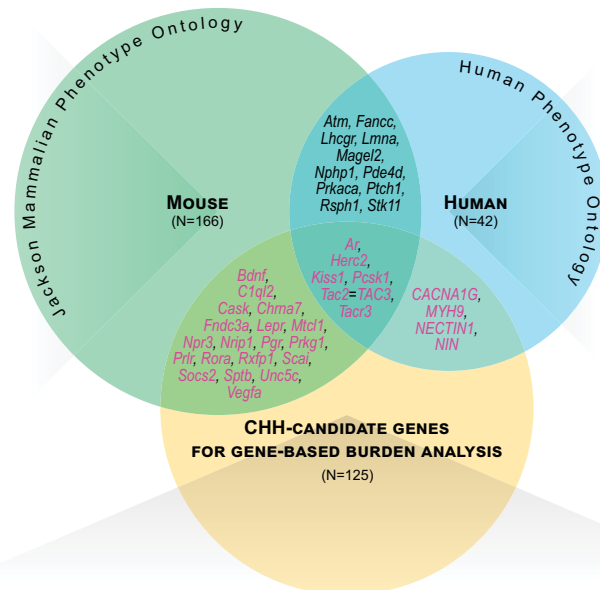 Jackson Mammalian Phenotype Ontology
Human Phenotype Ontology
Atm, Fancc,
Lhcgr, Lmna,
Magel2,
Nphp1, Pde4d,
Prkaca, Ptch1,
Rsph1, Stk11
MOUSE
(N=166)
HUMAN
(N=42)
Ar,
Herc2,
Kiss1, Pcsk1,
Tac2=TAC3,
Tacr3
Bdnf,
C1ql2,
Cask, Chrna7,
Fndc3a, Lepr, Mtcl1,
Npr3, Nrip1, Pgr, Prkg1,
Prlr, Rora, Rxfp1, Scai,
Socs2, Sptb, Unc5c,
Vegfa
CACNA1G,
MYH9,
NECTIN1,
NIN
CHH-CANDIDATE GENES
FOR GENE-BASED BURDEN ANALYSIS
(N=125)